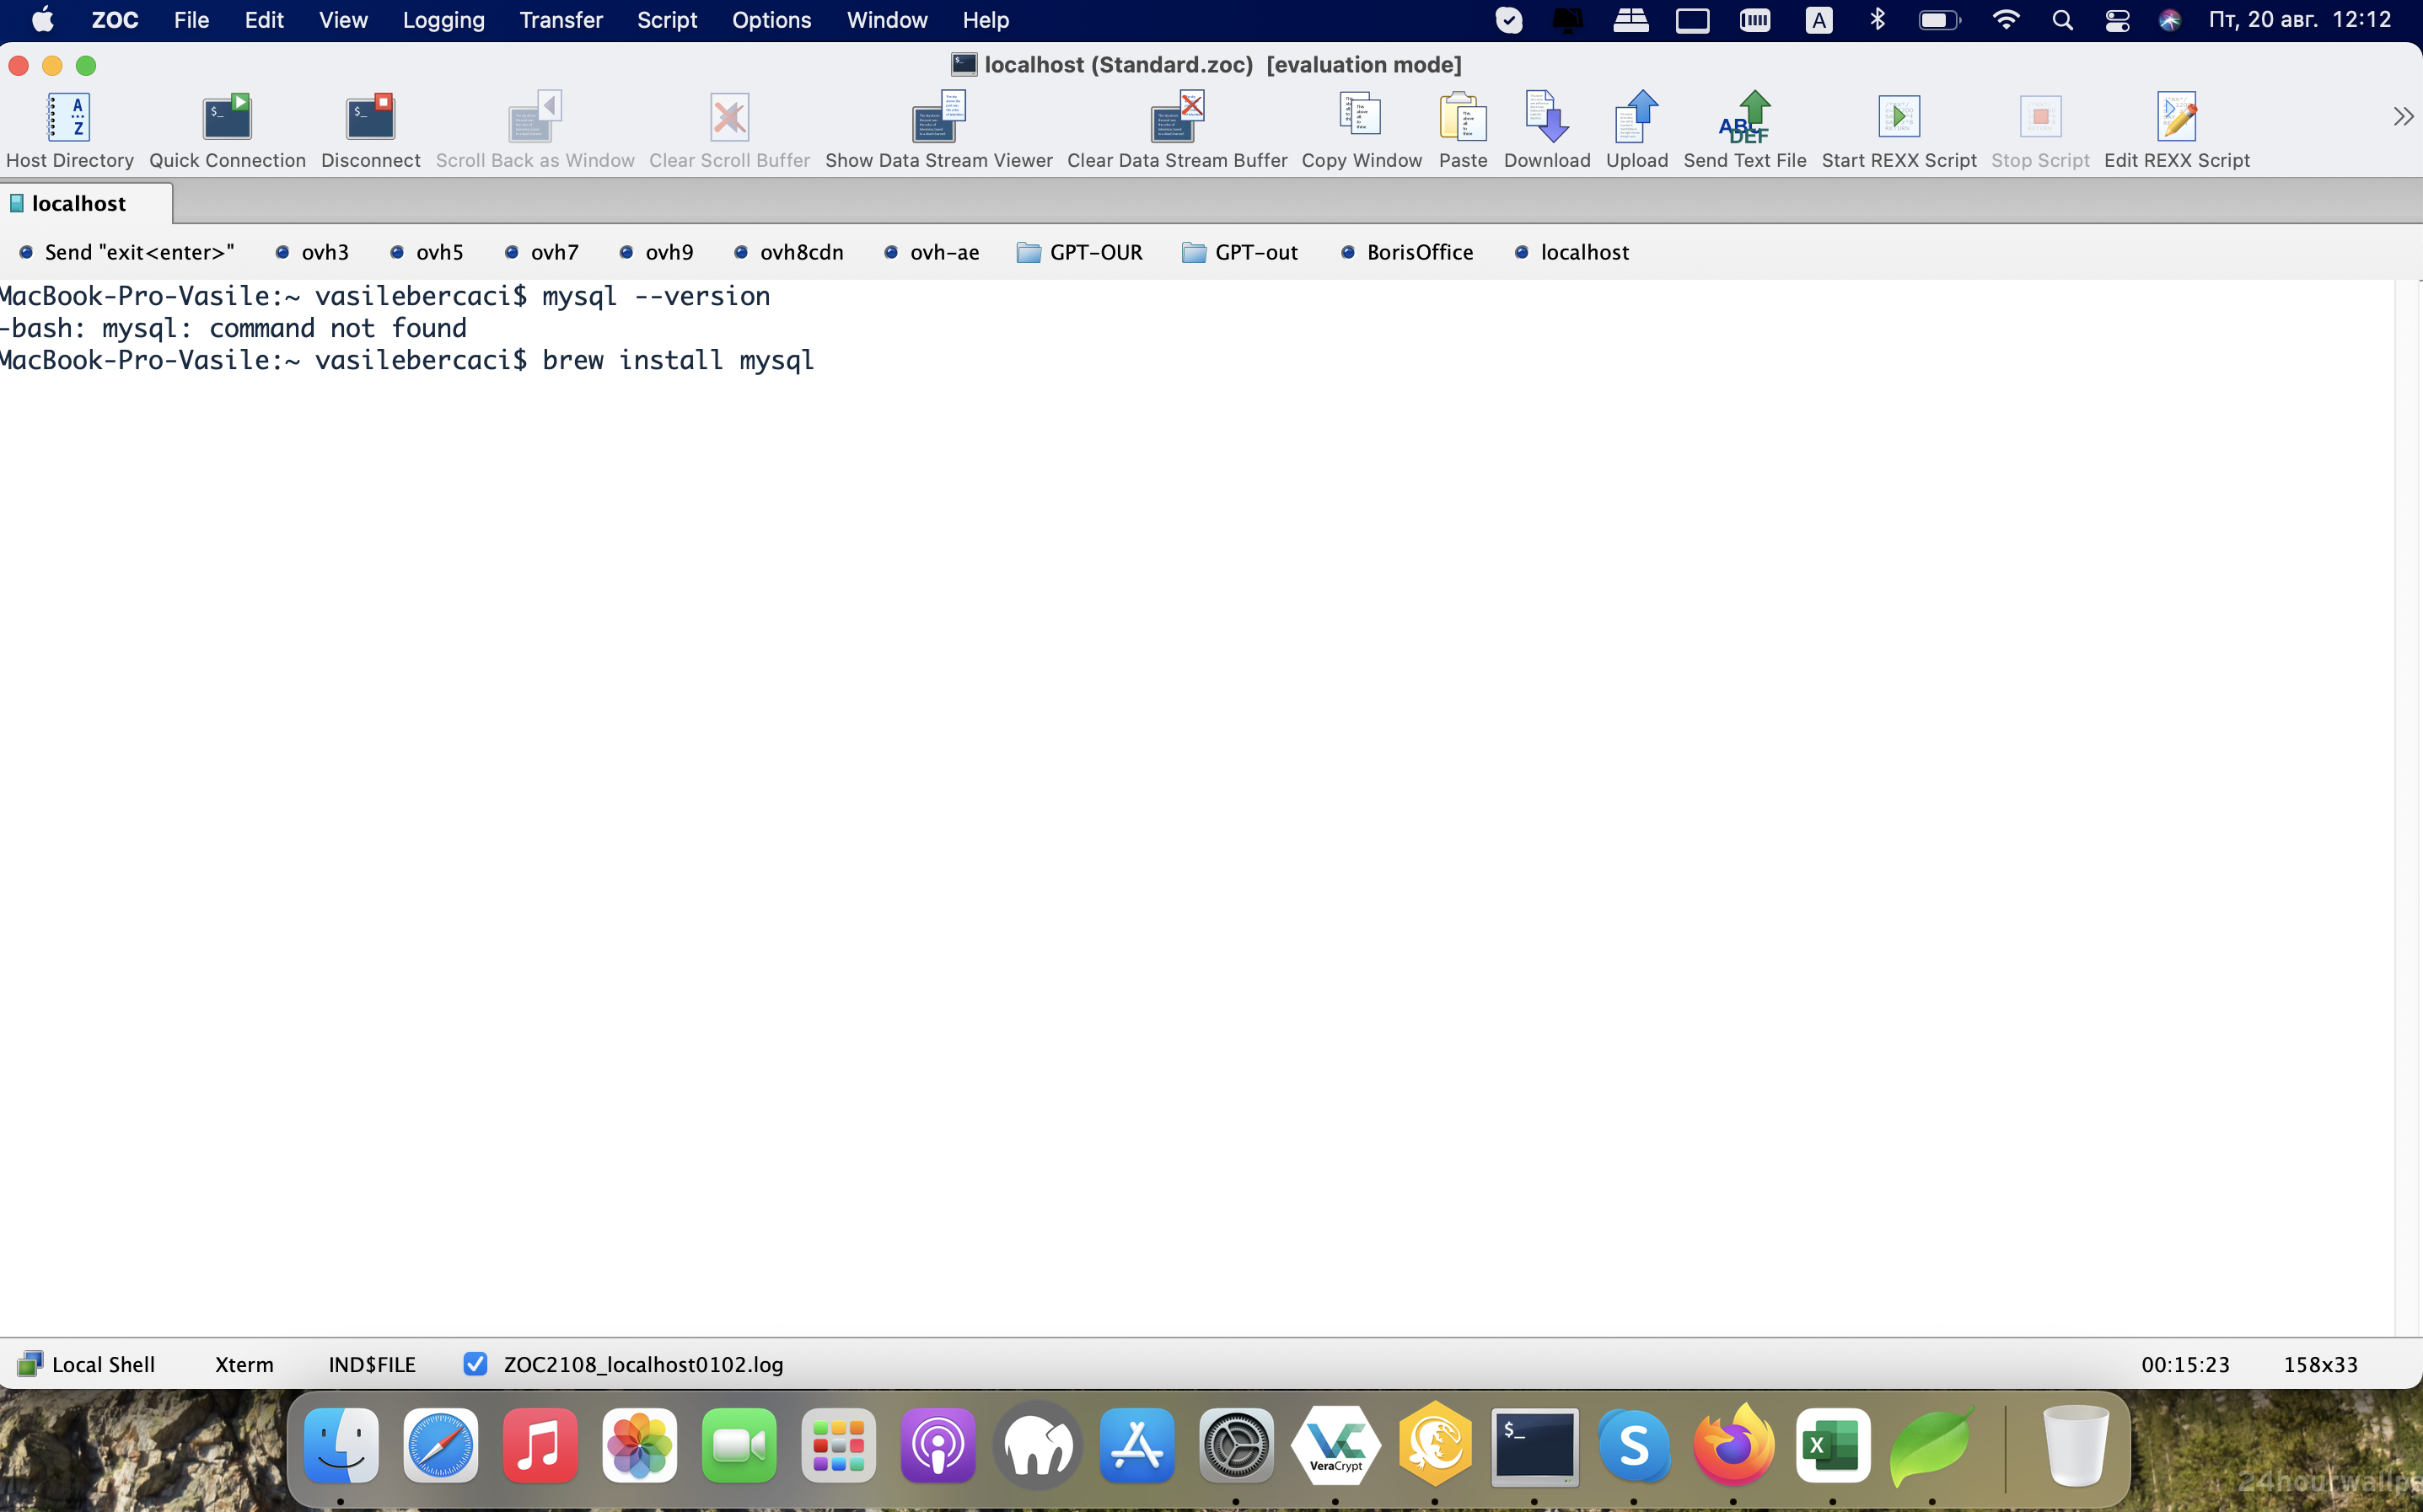 ZOC File Edit View Logging Transfer Script Options Window Help A Пт, 20 авг. 12:12
localhost (Standard.zoc) [evaluation mode]
Host Directory Quick Connection Disconnect Scroll Back as Window Clear Scroll Buffer Show Data Stream Viewer Clear Data Stream Buffer Copy Window Paste Download Upload Send Text File Start REXX Script Stop Script Edit REXX Script
localhost
Send "exit<enter>" ovh3 ovh5 ovh7 ovh9 ovh8cdn ovh-ae GPT-OUR GPT-out BorisOffice localhost
MacBook-Pro-Vasile:~ vasilebercaci$ mysql --version
-bash: mysql: command not found
MacBook-Pro-Vasile:~ vasilebercaci$ brew install mysql
Local Shell Xterm IND$FILE ZOC2108_localhost0102.log 00:15:23 158x33
VeraCrypt
24hourwallp